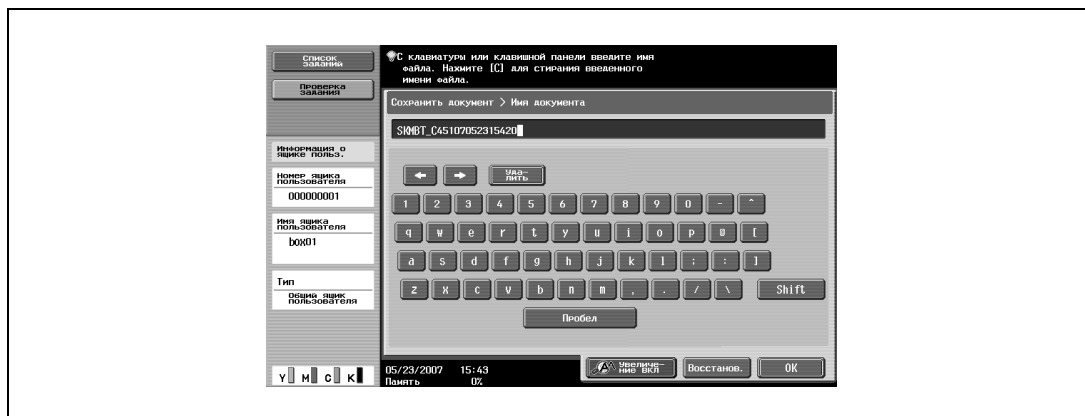 Список
задания
Проверка
задания
Информация о
ящике польз.
Номер ящика
пользователя
000000001
Имя ящика
пользователя
box01
Тип
Общий ящик
пользователя
Y M C K
С клавиатуры или клавишной панели введите имя
файла. Нажмите [C] для стирания введенного
имени файла.
Сохранить документ > Имя документа
SKMBT_C45107052315420
← → Уда-
лить
1 2 3 4 5 6 7 8 9 0 - ^
q w e r t y u i o p @ [
a s d f g h j k l ; : ]
z x c v b n m , . / \ Shift
Пробел
05/23/2007 15:43
Память 0%
Увеличе-
ние ВКЛ
Восстанов.
OK